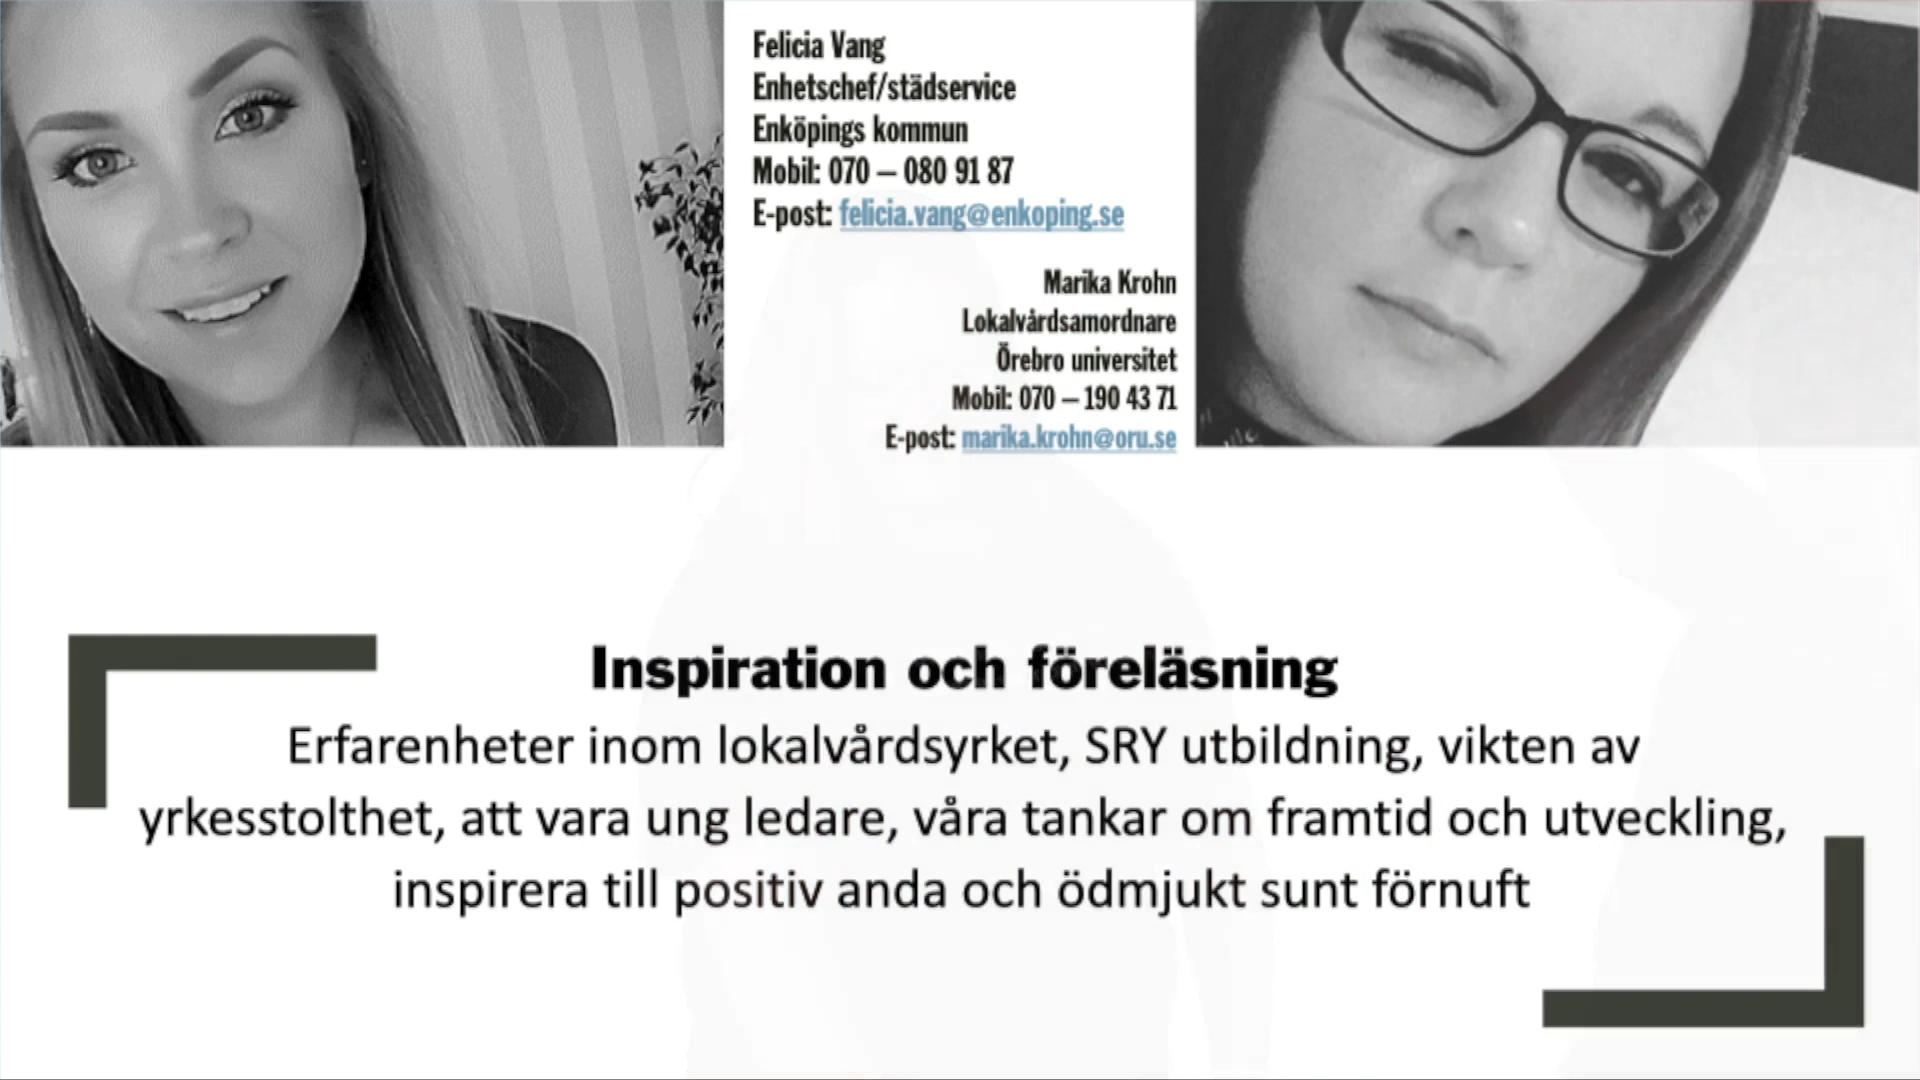 Felicia Vang
Enhetschef/städservice
Enköpings kommun
Mobil: 070 – 080 91 87
E-post: felicia.vang@enkoping.se
Marika Krohn
Lokalvårdsamordnare
Örebro universitet
Mobil: 070 – 190 43 71
E-post: marika.krohn@oru.se
Inspiration och föreläsning
Erfarenheter inom lokalvårdsyrket, SRY utbildning, vikten av
yrkesstolthet, att vara ung ledare, våra tankar om framtid och utveckling,
inspirera till positiv anda och ödmjukt sunt förnuft